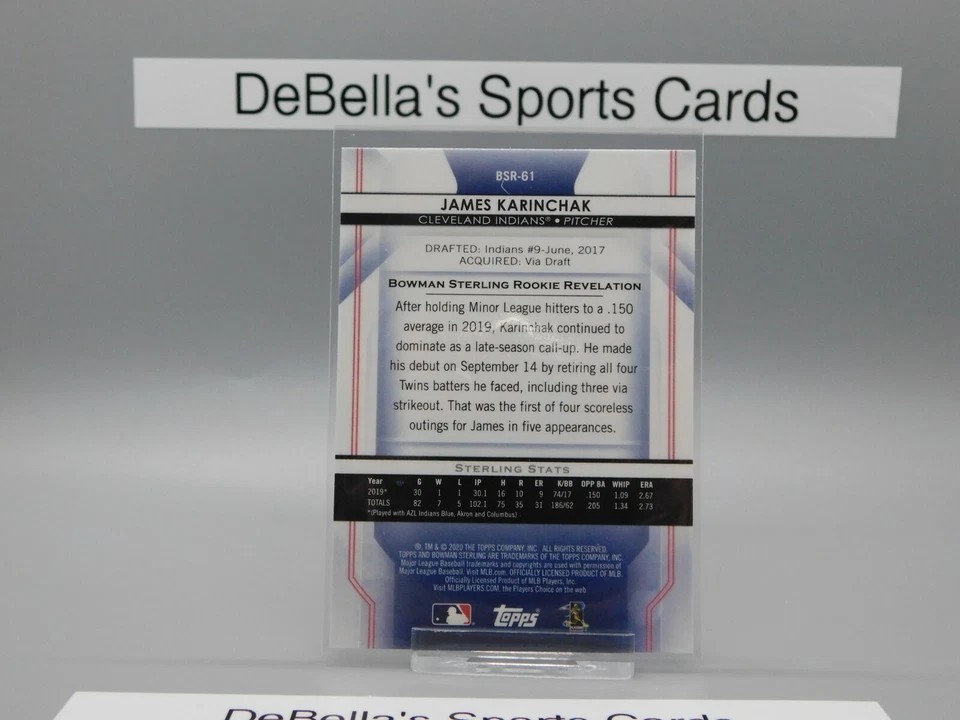 DeBella's Sports Cards
BSR-61
JAMES KARINCHAK
CLEVELAND INDIANS® • PITCHER
DRAFTED: Indians #9-June, 2017
ACQUIRED: Via Draft
BOWMAN STERLING ROOKIE REVELATION
After holding Minor League hitters to a .150
average in 2019, Karinchak continued to
dominate as a late-season call-up. He made
his debut on September 14 by retiring all four
Twins batters he faced, including three via
strikeout. That was the first of four scoreless
outings for James in five appearances.
STERLING STATS
Year G W L IP H R ER K/BB OPP BA WHIP ERA
2019* 30 1 1 30.1 16 10 9 74/17 .150 1.09 2.67
TOTALS 82 7 5 102.1 75 35 31 186/62 .205 1.34 2.73
*(Played with AZL Indians Blue, Akron and Columbus)
®, TM & © 2020 THE TOPPS COMPANY, INC. ALL RIGHTS RESERVED.
TOPPS AND BOWMAN STERLING ARE TRADEMARKS OF THE TOPPS COMPANY, INC.
Major League Baseball trademarks and copyrights are used with permission of
Major League Baseball. Visit MLB.com. OFFICIALLY LICENSED PRODUCT OF MLB
Officially Licensed Product of MLB Players, Inc.
Visit MLBPLAYERS.COM, the Players Choice on the web.
Topps
DeBella's Sports Cards